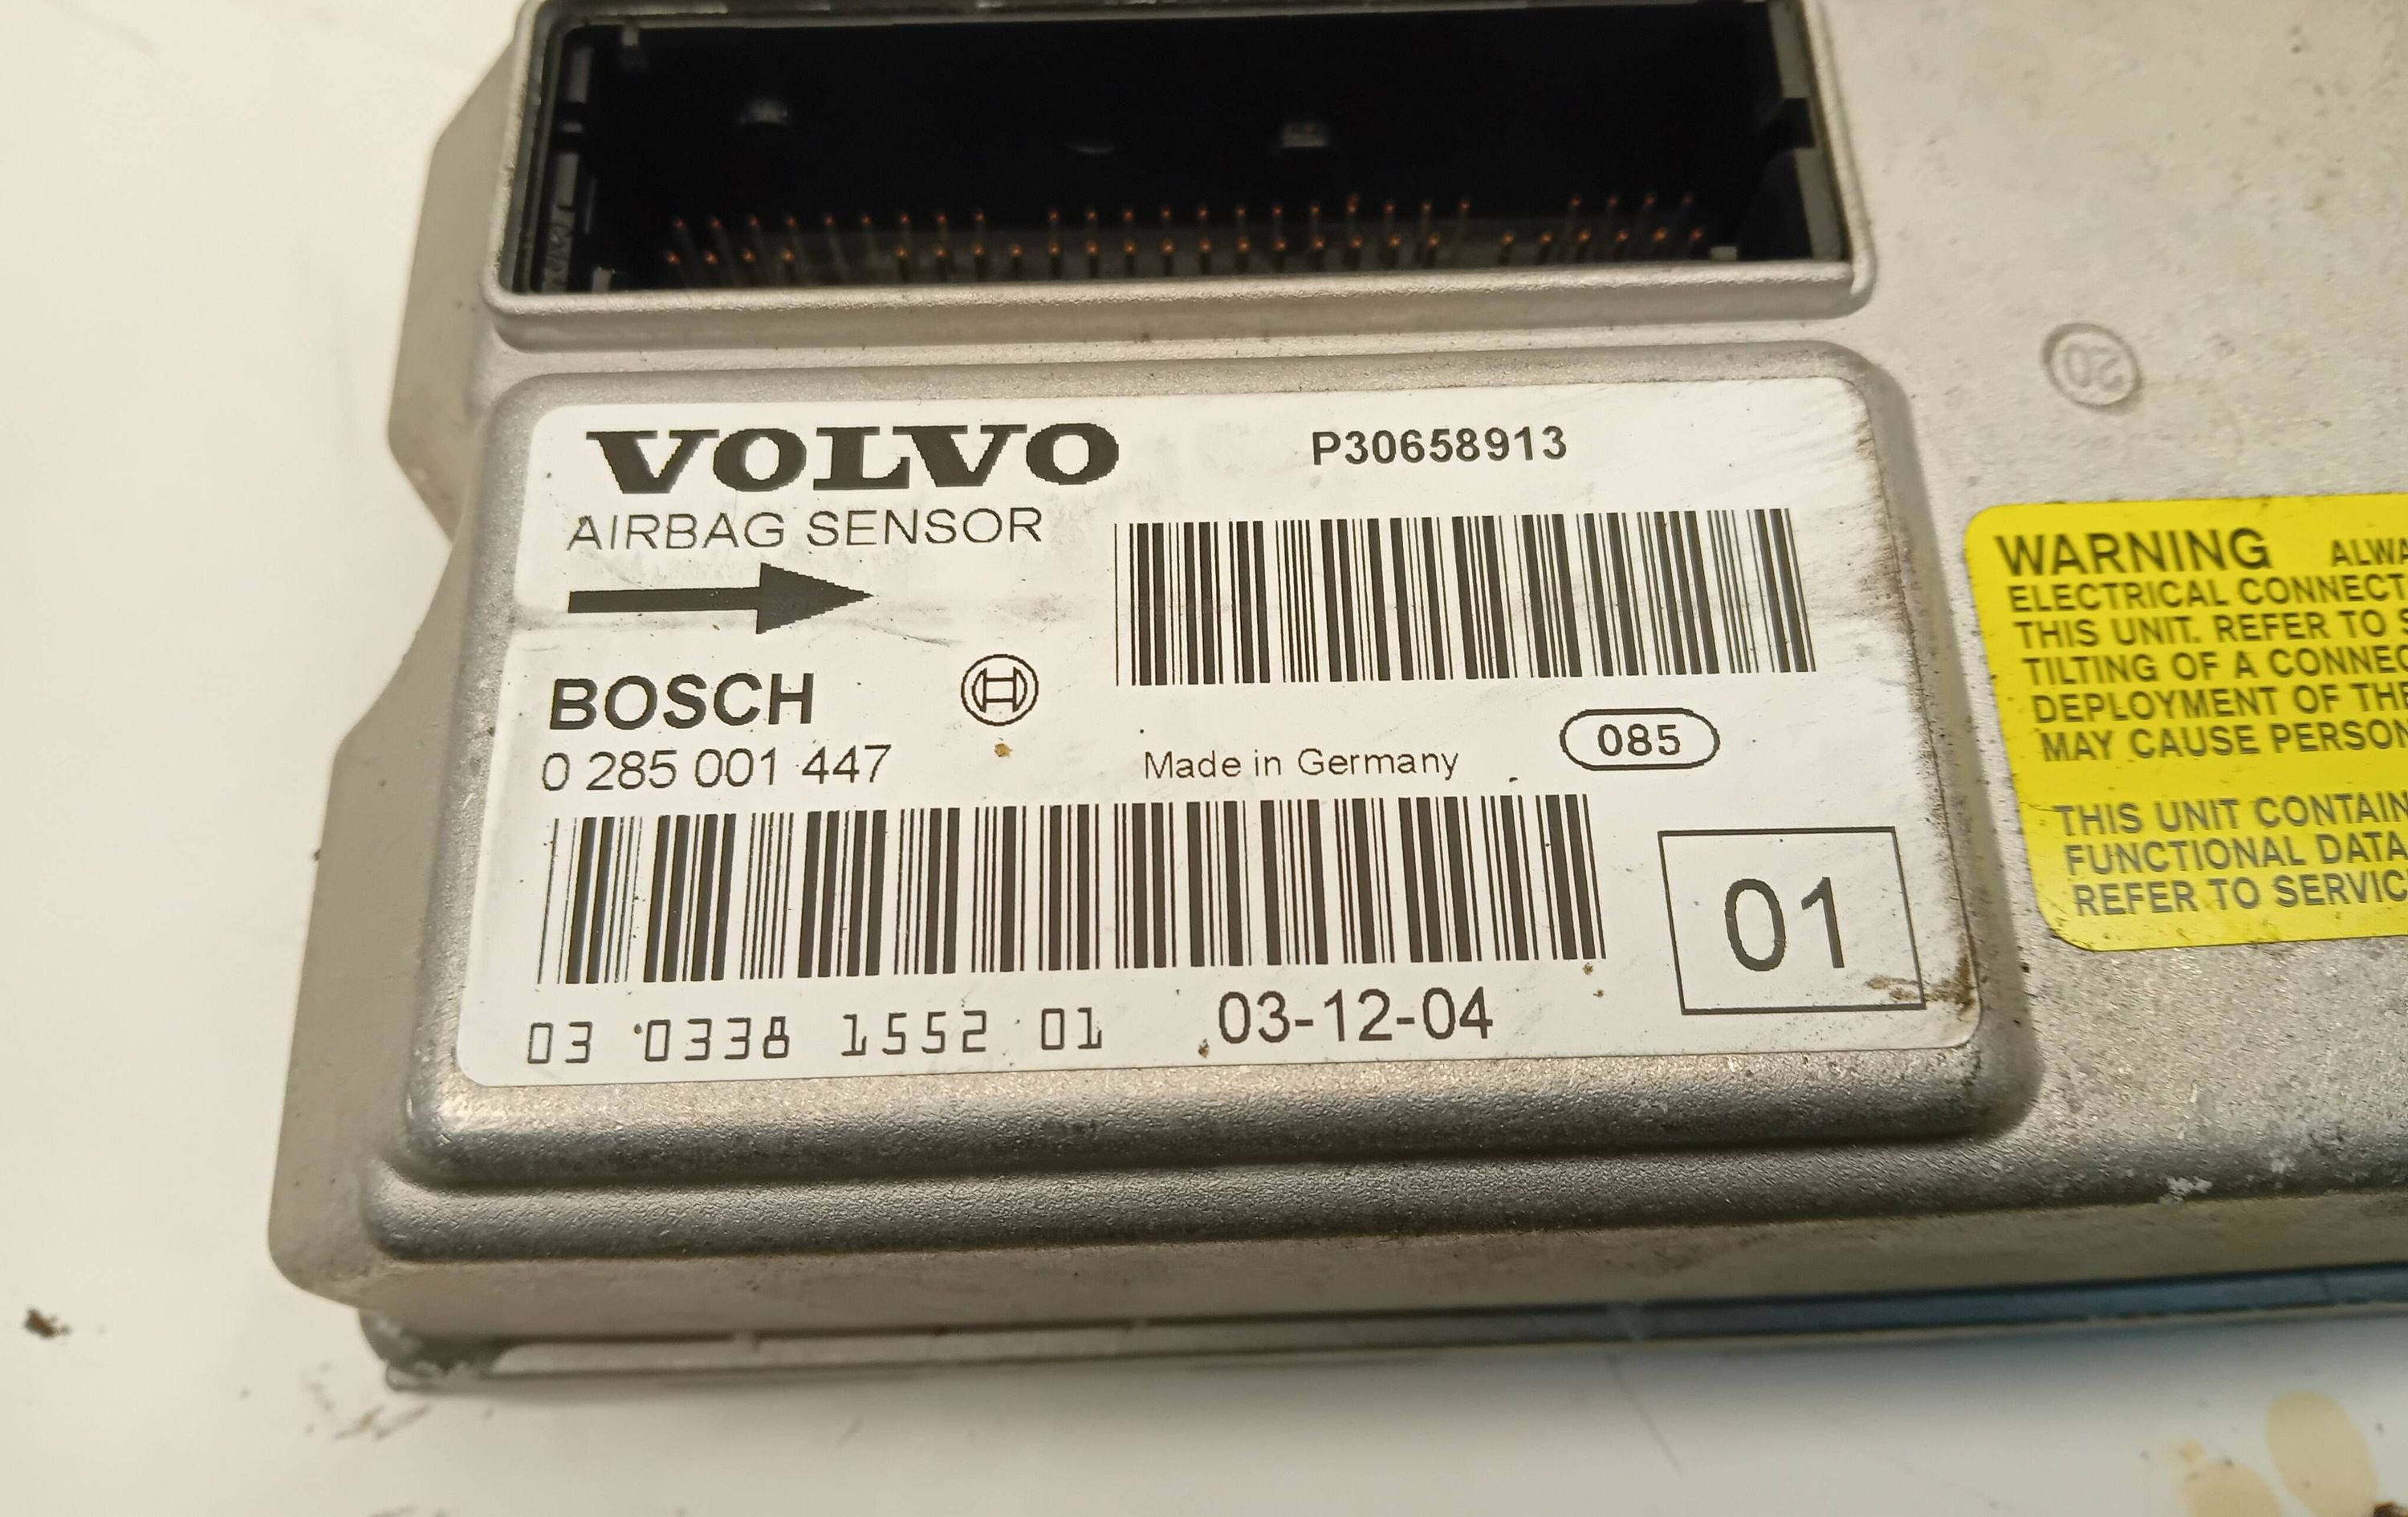 VOLVO
P30658913
AIRBAG SENSOR
BOSCH
0 285 001 447
Made in Germany
085
01
03 0338 1552 01
03-12-04
20
WARNING
ELECTRICAL
THIS UNIT. REFER TO
TILTING OF A
DEPLOYMENT OF
MAY CAUSE
THIS UNIT
FUNCTIONAL DATA
REFER TO